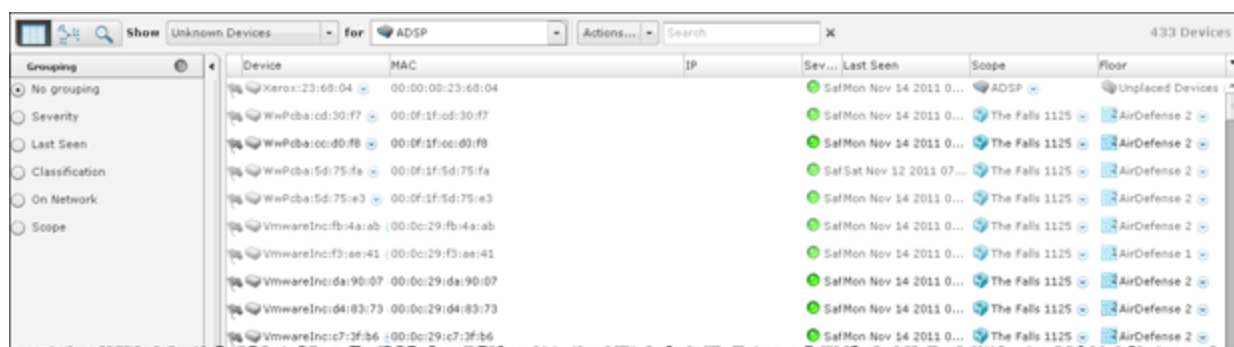 Show Unknown Devices for ADSP Actions... Search × 433 Devices
Grouping Device MAC IP Sev... Last Seen Scope Floor
No grouping Xerox:23:68:04 00:00:00:23:68:04 Saf Mon Nov 14 2011 0... ADSP Unplaced Devices
Severity WwPcba:cd:30:f7 00:0f:1f:cd:30:f7 Saf Mon Nov 14 2011 0... The Falls 1125 AirDefense 2
Last Seen WwPcba:cc:d0:f8 00:0f:1f:cc:d0:f8 Saf Mon Nov 14 2011 0... The Falls 1125 AirDefense 2
Classification WwPcba:5d:75:fa 00:0f:1f:5d:75:fa Saf Sat Nov 12 2011 07... The Falls 1125 AirDefense 2
On Network WwPcba:5d:75:e3 00:0f:1f:5d:75:e3 Saf Mon Nov 14 2011 0... The Falls 1125 AirDefense 2
Scope VmwareInc:fb:4a:ab 00:0c:29:fb:4a:ab Saf Mon Nov 14 2011 0... The Falls 1125 AirDefense 2
VmwareInc:f3:ae:41 00:0c:29:f3:ae:41 Saf Mon Nov 14 2011 0... The Falls 1125 AirDefense 1
VmwareInc:da:90:07 00:0c:29:da:90:07 Saf Mon Nov 14 2011 0... The Falls 1125 AirDefense 2
VmwareInc:d4:83:73 00:0c:29:d4:83:73 Saf Mon Nov 14 2011 0... The Falls 1125 AirDefense 2
VmwareInc:c7:3f:b6 00:0c:29:c7:3f:b6 Saf Mon Nov 14 2011 0... The Falls 1125 AirDefense 2